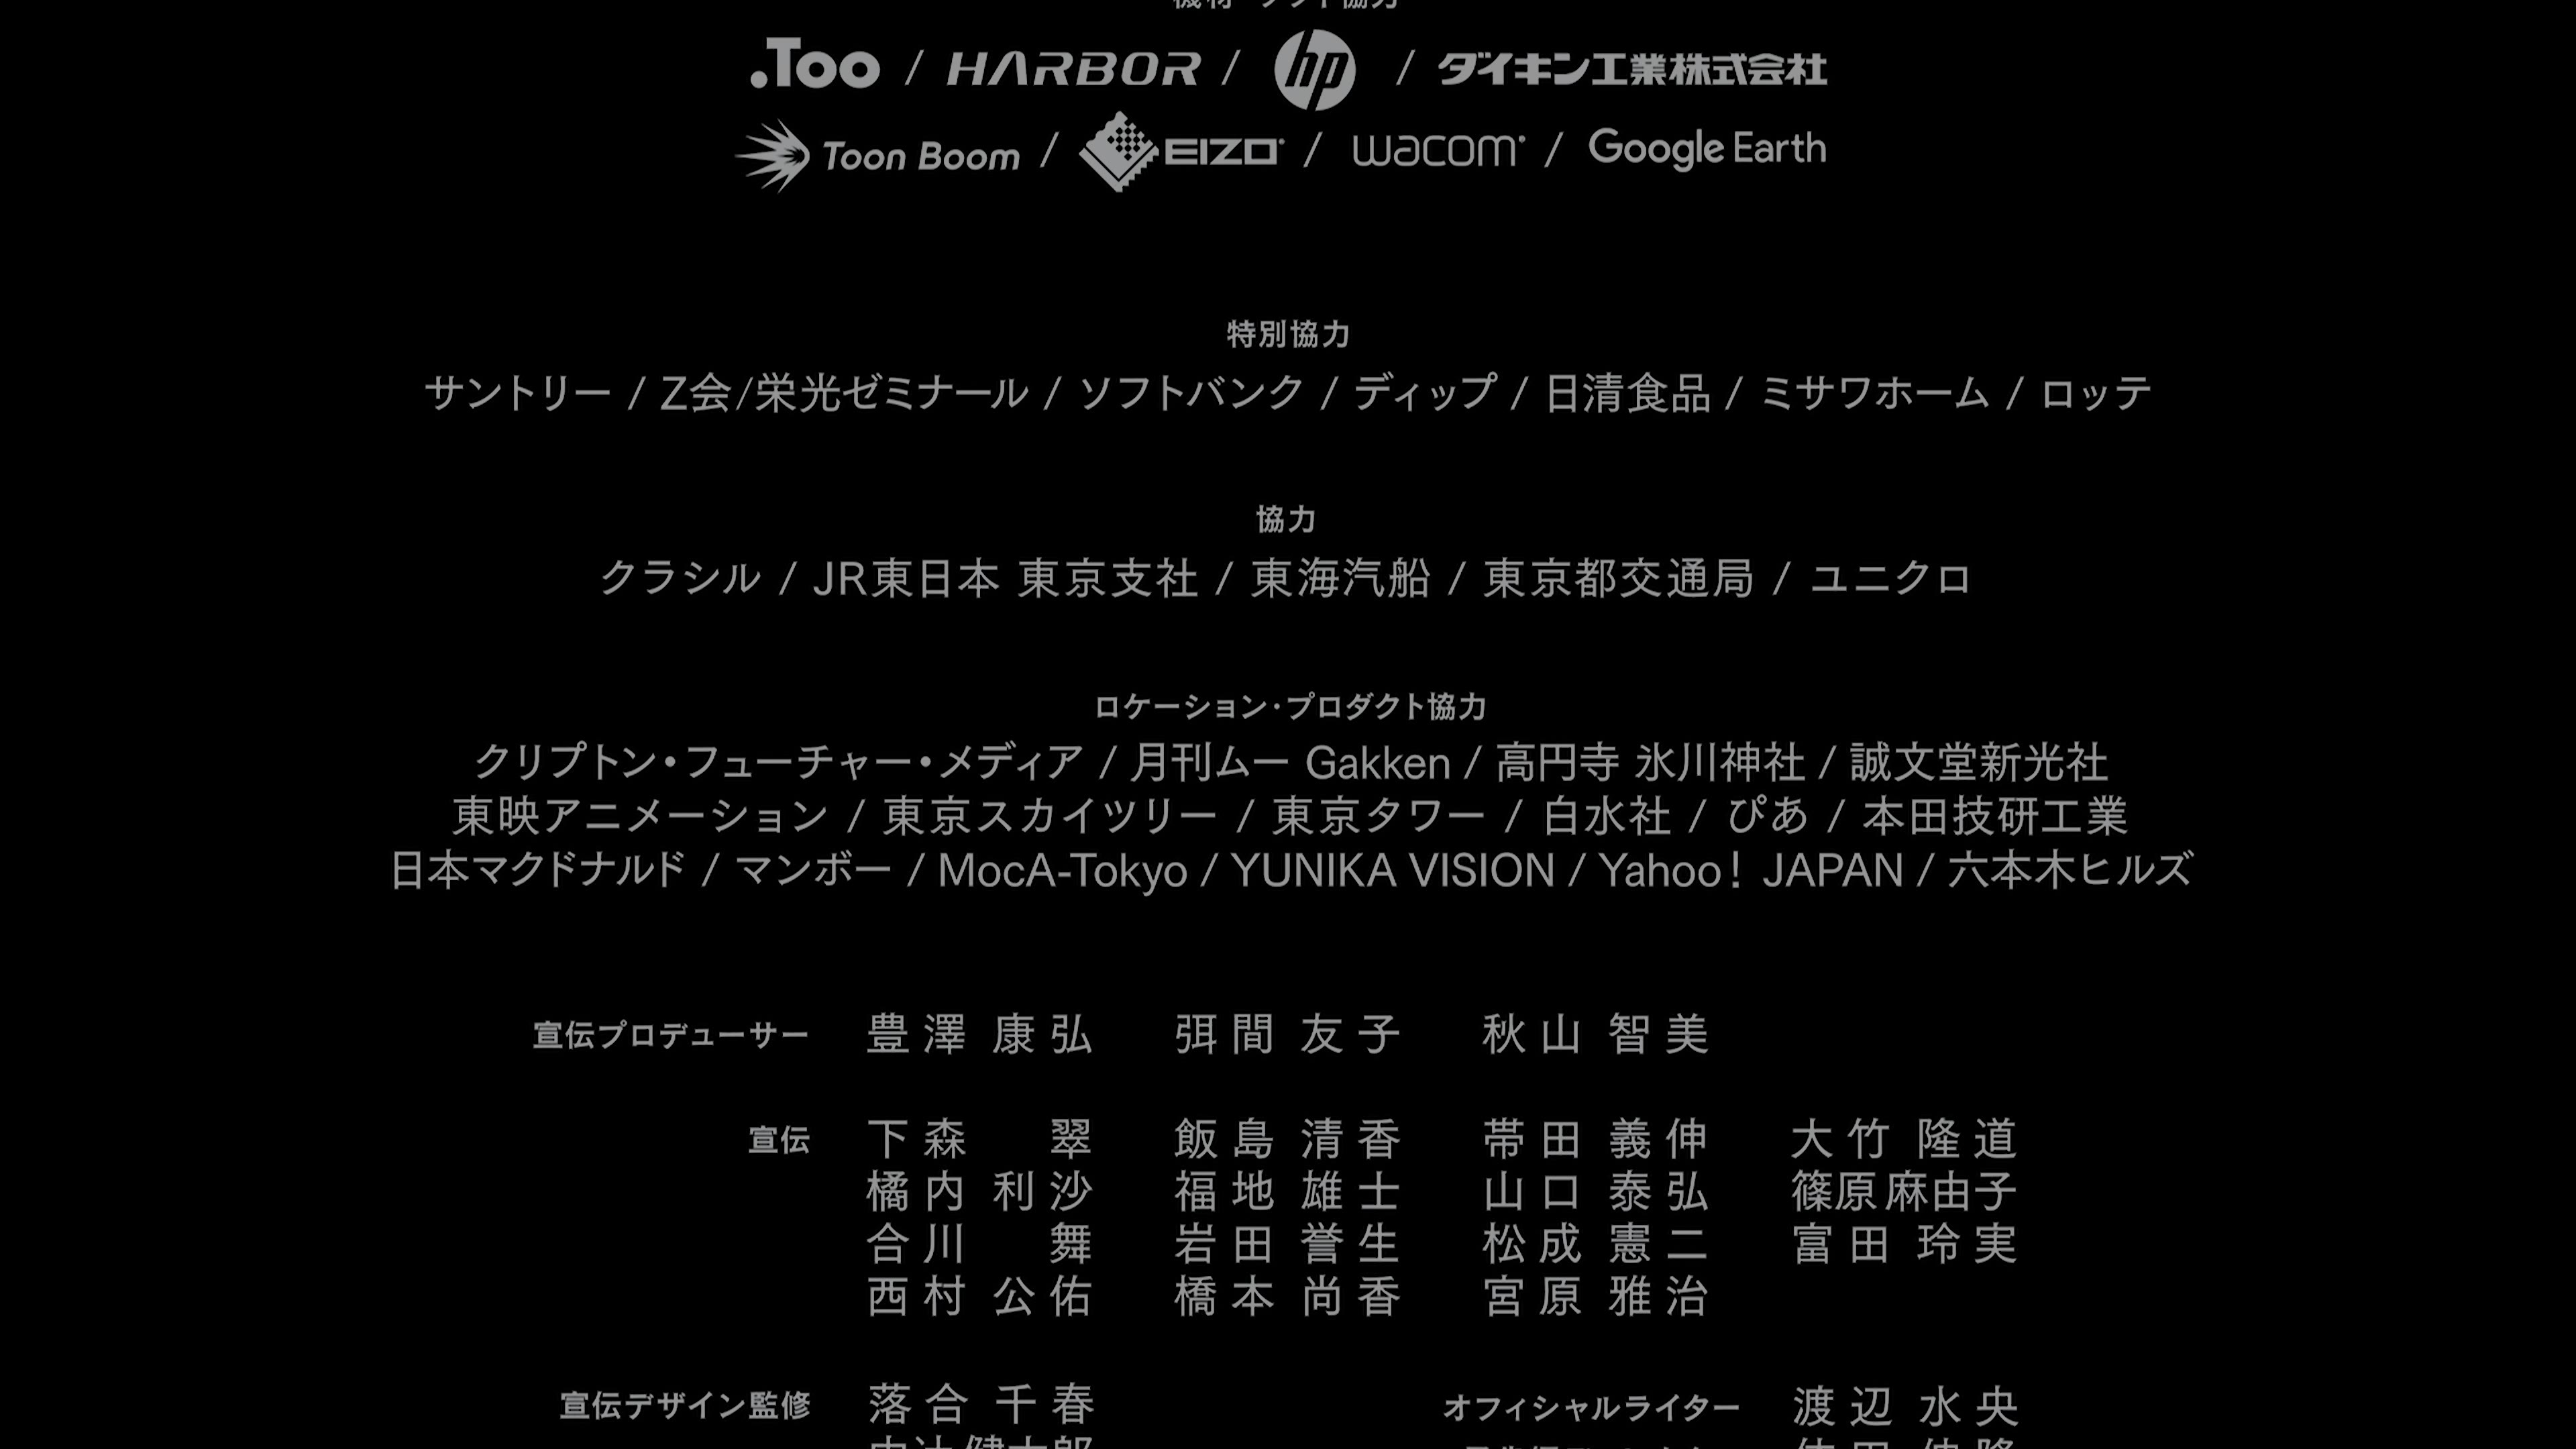 機材・ソフト協力
.Too / HARBOR / hp / ダイキン工業株式会社
Toon Boom / EIZO / wacom / Google Earth
特別協力
サントリー / Z会/栄光ゼミナール / ソフトバンク / ディップ / 日清食品 / ミサワホーム / ロッテ
協力
クラシル / JR東日本 東京支社 / 東海汽船 / 東京都交通局 / ユニクロ
ロケーション・プロダクト協力
クリプトン・フューチャー・メディア / 月刊ムー Gakken / 高円寺 氷川神社 / 誠文堂新光社
東映アニメーション / 東京スカイツリー / 東京タワー / 白水社 / ぴあ / 本田技研工業
日本マクドナルド / マンボー / MocA-Tokyo / YUNIKA VISION / Yahoo! JAPAN / 六本木ヒルズ
宣伝プロデューサー 豊澤 康弘 弭間 友子 秋山 智美
宣伝 下森 翠 飯島 清香 帯田 義伸 大竹 隆道
橘内 利沙 福地 雄士 山口 泰弘 篠原麻由子
合川 舞 岩田 誉生 松成 憲二 富田 玲実
西村 公佑 橋本 尚香 宮原 雅治
宣伝デザイン監修 落合 千春 オフィシャルライター 渡辺 水央